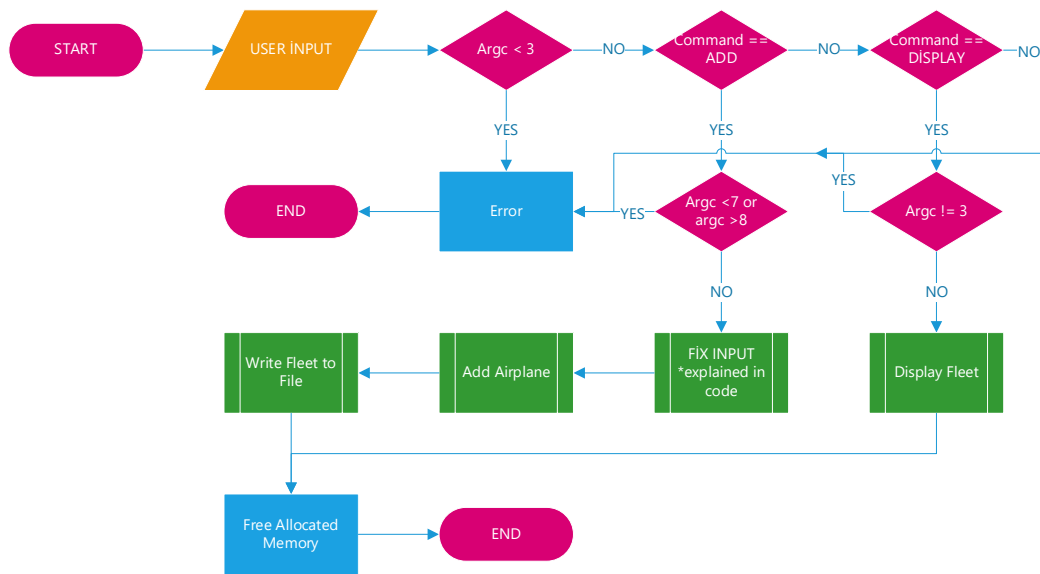 START
USER İNPUT
Argc < 3
NO
Command ==
ADD
NO
Command ==
DİSPLAY
NO
YES
YES
YES
END
Error
YES
Argc <7 or
argc >8
YES
Argc != 3
NO
NO
Write Fleet to
File
Add Airplane
FİX INPUT
*explained in
code
Display Fleet
Free Allocated
Memory
END